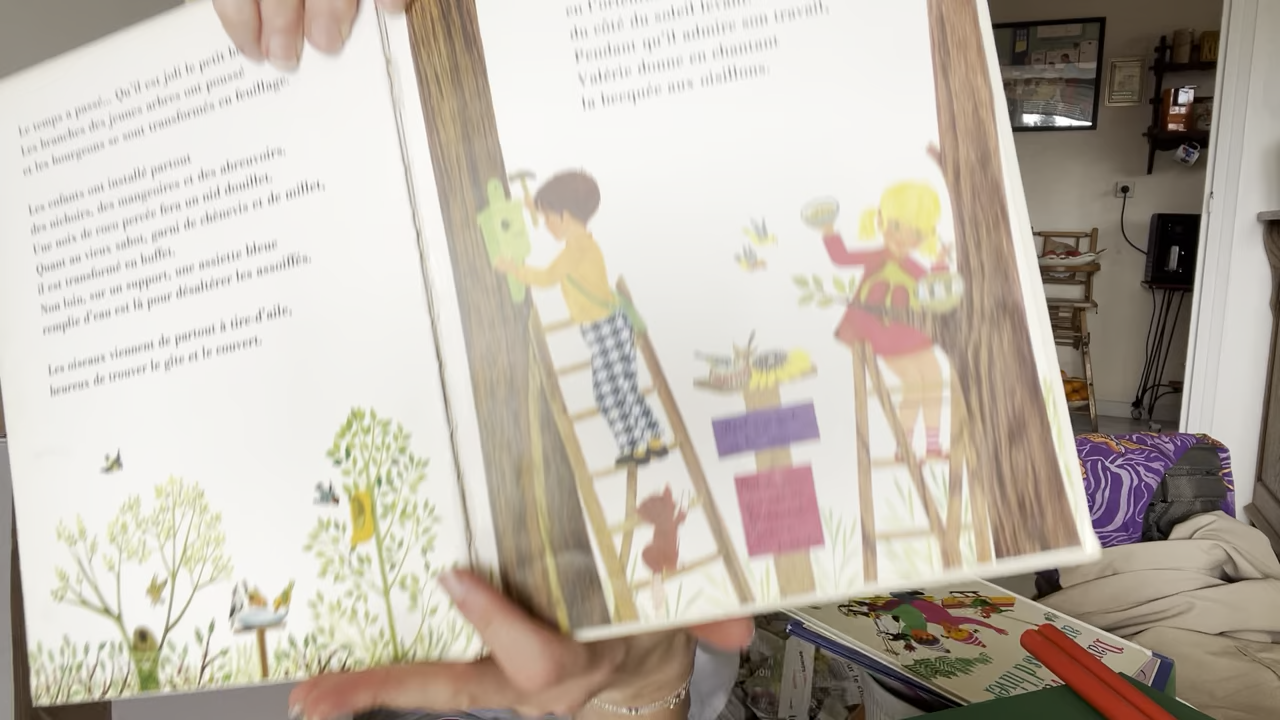 Le temps a passé... Qu'il est joli le petit
Les branches des jeunes arbres ont poussé
et les bourgeons se sont transformés en feuillage.
Les enfants ont installé partout
des nichoirs, des mangeoires et des abreuvoirs.
Une noix de coco percée fera un nid douillet.
Quant au vieux sabot, garni de chènevis et de millet,
il est transformé en buffet.
Non loin, sur un support, une assiette bleue
remplie d'eau est là pour désaltérer les assoiffés.
Les oiseaux viennent de partout à tire-d'aile,
heureux de trouver le gîte et le couvert.
du côté du soleil levant.
Pendant qu'il admire son travail,
Valérie donne en chantant
la becquée aux oisillons.